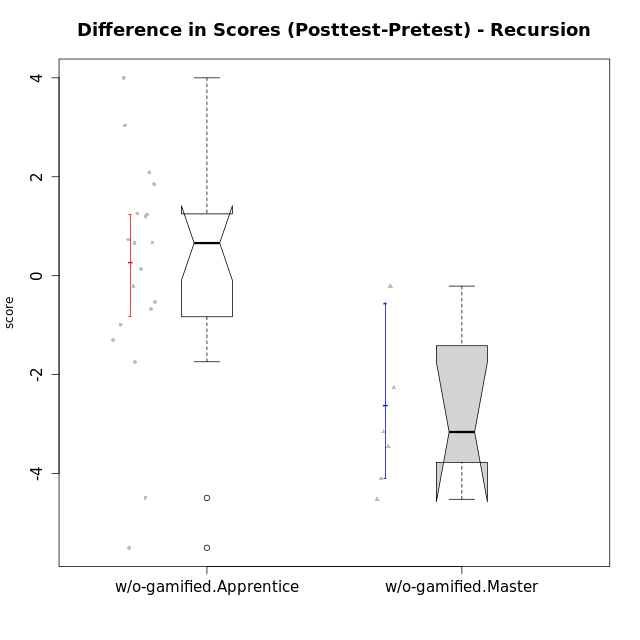 Difference in Scores (Posttest-Pretest) - Recursion
4
2
0
-2
-4
score
w/o-gamified.Apprentice
w/o-gamified.Master